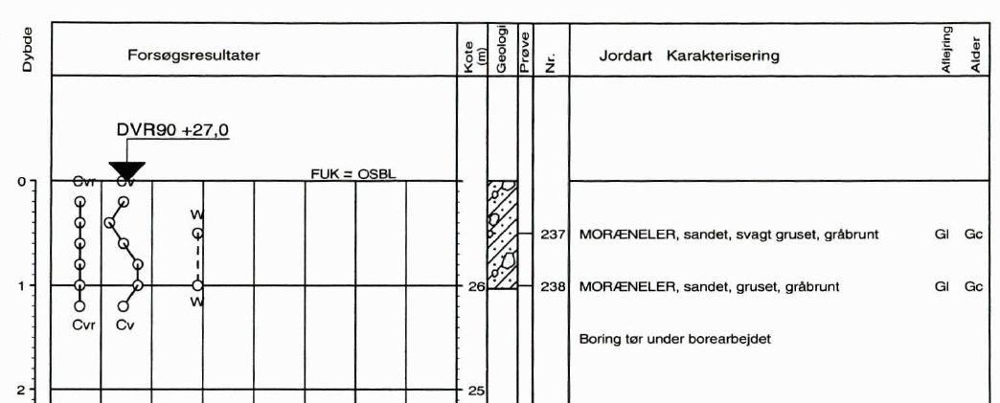 Dybde Forsøgsresultater Kote (m) Geologi Prøve Nr. Jordart Karakterisering Aflejring Alder
DVR90 +27,0
0 Cvr Cv FUK = OSBL
W
237 MORÆNELER, sandet, svagt gruset, gråbrunt Gl Gc
1 26 238 MORÆNELER, sandet, gruset, gråbrunt Gl Gc
W
Cvr Cv
Boring tør under borearbejdet
2 25